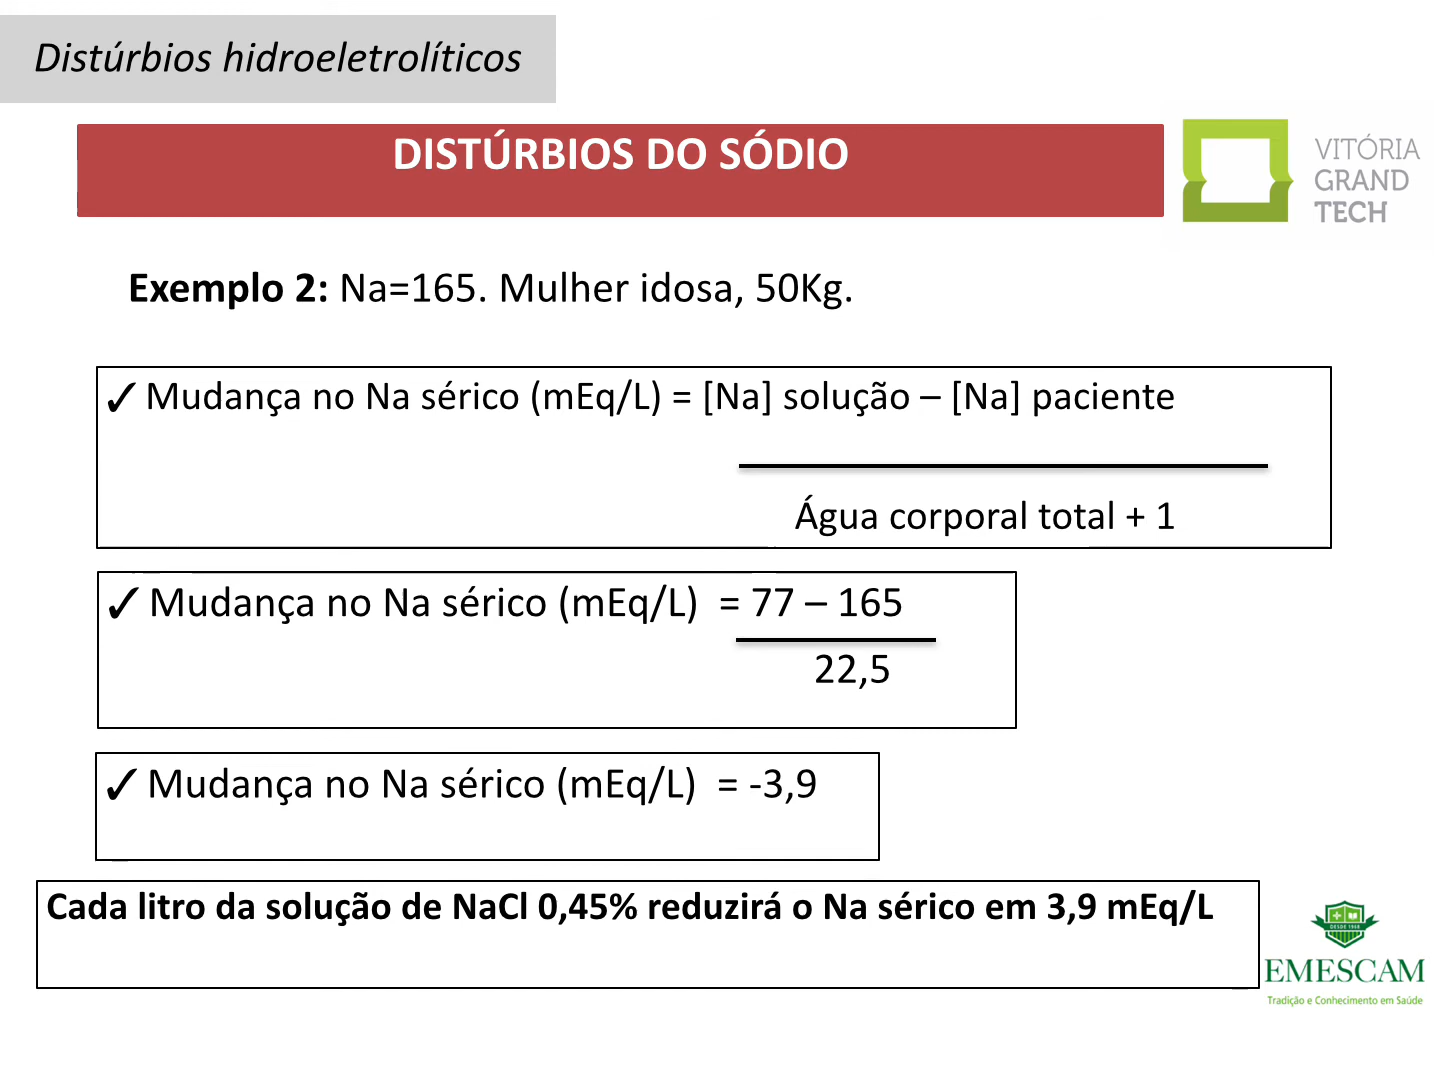 Distúrbios hidroeletrolíticos
DISTÚRBIOS DO SÓDIO
VITÓRIA
GRAND
TECH
Exemplo 2: Na=165. Mulher idosa, 50Kg.
✓ Mudança no Na sérico (mEq/L) = [Na] solução – [Na] paciente
Água corporal total + 1
✓ Mudança no Na sérico (mEq/L) = 77 – 165
22,5
✓ Mudança no Na sérico (mEq/L) = -3,9
Cada litro da solução de NaCl 0,45% reduzirá o Na sérico em 3,9 mEq/L
DESDE 1968
EMESCAM
Tradição e Conhecimento em Saúde